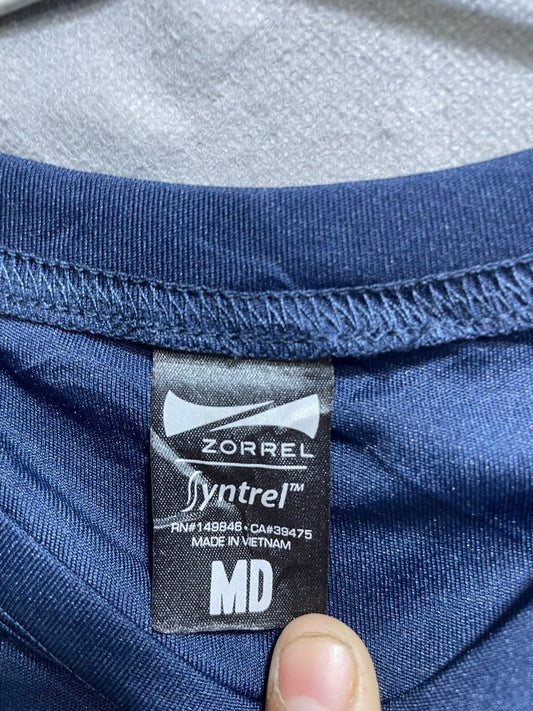 ZORREL
Syntrel™
RN#149846 • CA#39475
MADE IN VIETNAM
MD